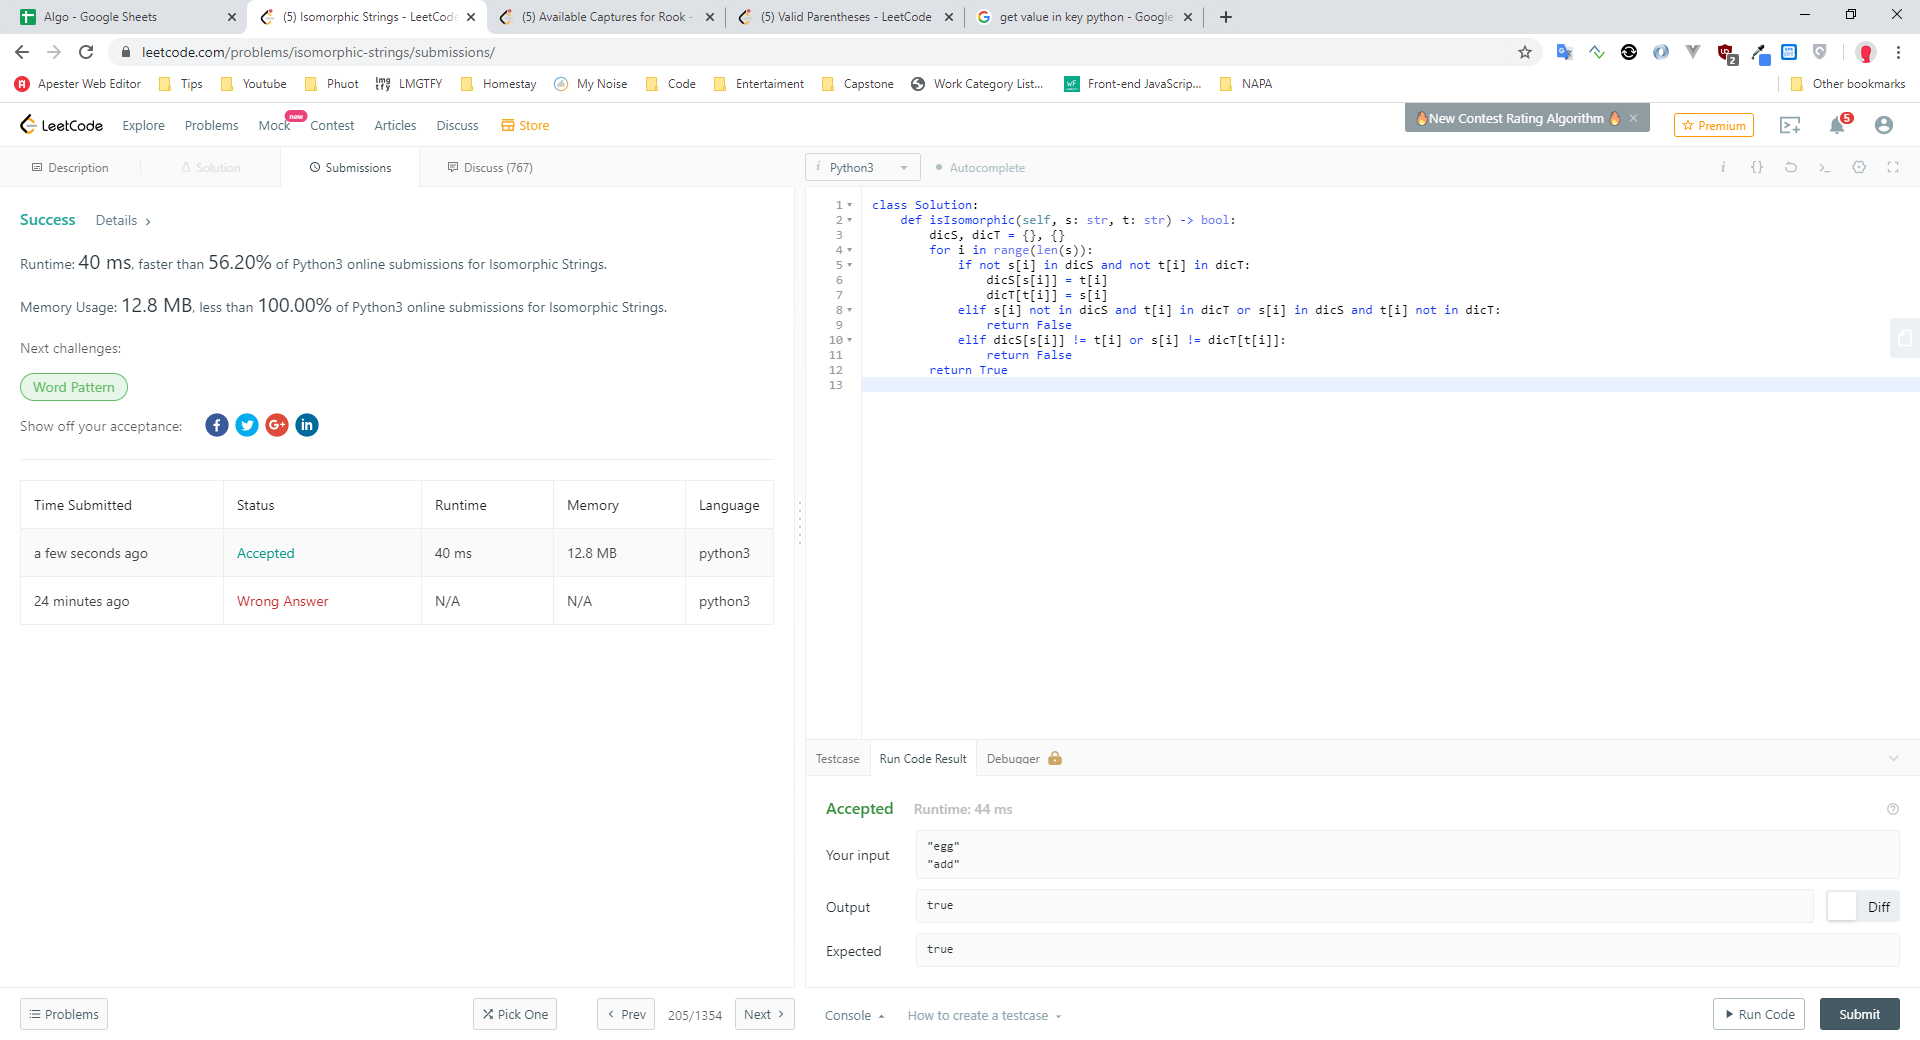 Algo - Google Sheets
(5) Isomorphic Strings - LeetCode
(5) Available Captures for Rook -
(5) Valid Parentheses - LeetCode
get value in key python - Google
leetcode.com/problems/isomorphic-strings/submissions/
2
Apester Web Editor
Tips
Youtube
Phuot
LMGTFY
Homestay
My Noise
Code
Entertaiment
Capstone
Work Category List...
Front-end JavaScrip...
NAPA
Other bookmarks
LeetCode
Explore
Problems
Mock
new
Contest
Articles
Discuss
Store
New Contest Rating Algorithm
Premium
5
Description
Solution
Submissions
Discuss (767)
i Python3
Autocomplete
i
{}
Success
Details
Runtime: 40 ms, faster than 56.20% of Python3 online submissions for Isomorphic Strings.
Memory Usage: 12.8 MB, less than 100.00% of Python3 online submissions for Isomorphic Strings.
Next challenges:
Word Pattern
Show off your acceptance:
f
G+
in
Time Submitted Status Runtime Memory Language
a few seconds ago Accepted 40 ms 12.8 MB python3
24 minutes ago Wrong Answer N/A N/A python3
1 class Solution:
2 def isIsomorphic(self, s: str, t: str) -> bool:
3 dicS, dicT = {}, {}
4 for i in range(len(s)):
5 if not s[i] in dicS and not t[i] in dicT:
6 dicS[s[i]] = t[i]
7 dicT[t[i]] = s[i]
8 elif s[i] not in dicS and t[i] in dicT or s[i] in dicS and t[i] not in dicT:
9 return False
10 elif dicS[s[i]] != t[i] or s[i] != dicT[t[i]]:
11 return False
12 return True
13
Testcase
Run Code Result
Debugger
Accepted
Runtime: 44 ms
Your input
"egg"
"add"
Output
true
Diff
Expected
true
Problems
Pick One
Prev
205/1354
Next
Console
How to create a testcase
Run Code
Submit